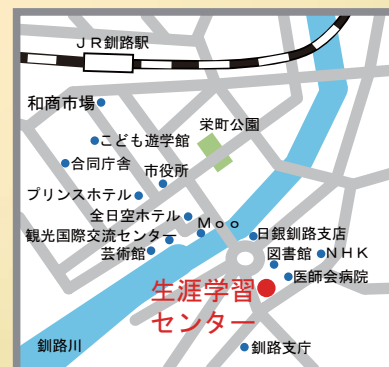 ＪＲ釧路駅
和商市場
栄町公園
こども遊学館
合同庁舎
市役所
プリンスホテル
全日空ホテル
Ｍｏｏ
観光国際交流センター
日銀釧路支店
芸術館
図書館
ＮＨＫ
医師会病院
生涯学習
センター
釧路川
釧路支庁